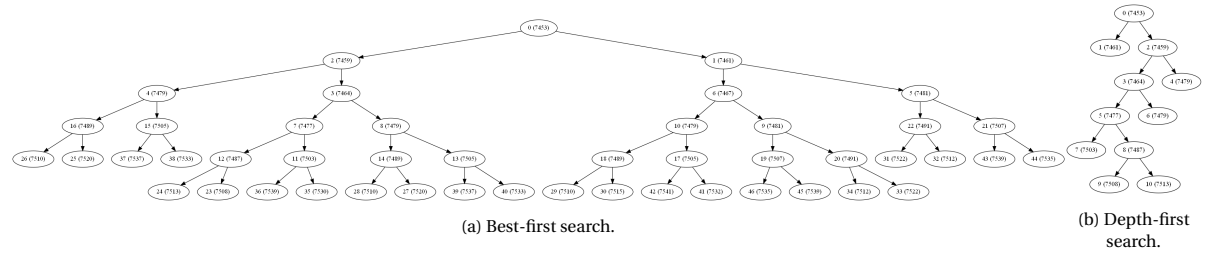 0 (7453)
2 (7459) 1 (7461)
4 (7479) 3 (7464) 6 (7467) 5 (7481)
16 (7489) 15 (7505) 7 (7477) 8 (7479) 10 (7479) 9 (7481) 22 (7491) 21 (7507)
26 (7510) 25 (7520) 37 (7537) 38 (7533) 12 (7487) 11 (7503) 14 (7489) 13 (7505) 18 (7489) 17 (7505) 19 (7507) 20 (7491) 31 (7522) 32 (7512) 43 (7539) 44 (7535)
24 (7513) 23 (7508) 36 (7539) 35 (7530) 28 (7510) 27 (7520) 39 (7537) 40 (7533) 29 (7510) 30 (7515) 42 (7541) 41 (7532) 46 (7535) 45 (7539) 34 (7512) 33 (7522)
(a) Best-first search.
0 (7453)
1 (7461) 2 (7459)
3 (7464) 4 (7479)
5 (7477) 6 (7479)
7 (7503) 8 (7487)
9 (7508) 10 (7513)
(b) Depth-first
search.